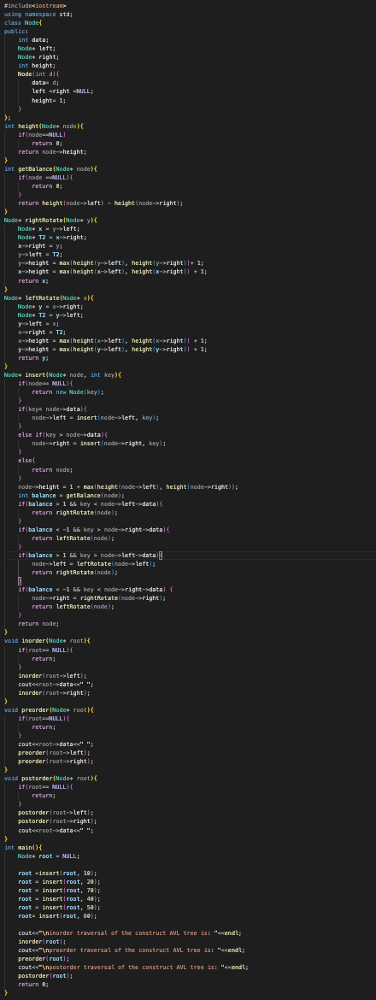 #include<iostream>
using namespace std;
class Node{
public:
    int data;
    Node* left;
    Node* right;
    int height;
    Node(int d){
        data= d;
        left =right =NULL;
        height= 1;
    }
};
int height(Node* node){
    if(node==NULL)
        return 0;
    return node->height;
}
int getBalance(Node* node){
    if(node ==NULL){
        return 0;
    }
    return height(node->left) - height(node->right);
}
Node* rightRotate(Node* y){
    Node* x = y->left;
    Node* T2 = x->right;
    x->right = y;
    y->left = T2;
    y->height = max(height(y->left), height(y->right))+ 1;
    x->height = max(height(x->left), height(x->right)) + 1;
    return x;
}
Node* leftRotate(Node* x){
    Node* y = x->right;
    Node* T2 = y->left;
    y->left = x;
    x->right = T2;
    x->height = max(height(x->left), height(x->right)) + 1;
    y->height = max(height(y->left), height(y->right)) + 1;
    return y;
}
Node* insert(Node* node, int key){
    if(node== NULL){
        return new Node(key);
    }
    if(key< node->data){
        node->left = insert(node->left, key);
    }
    else if(key > node->data){
        node->right = insert(node->right, key);
    }
    else{
        return node;
    }
    node->height = 1 + max(height(node->left), height(node->right));
    int balance = getBalance(node);
    if(balance > 1 && key < node->left->data){
        return rightRotate(node);
    }
    if(balance < -1 && key > node->right->data){
        return leftRotate(node);
    }
    if(balance > 1 && key > node->left->data){
        node->left = leftRotate(node->left);
        return rightRotate(node);
    }
    if(balance < -1 && key < node->right->data) {
        node->right = rightRotate(node->right);
        return leftRotate(node);
    }
    return node;
}
void inorder(Node* root){
    if(root== NULL){
        return;
    }
    inorder(root->left);
    cout<<root->data<<" ";
    inorder(root->right);
}
void preorder(Node* root){
    if(root==NULL){
        return;
    }
    cout<<root->data<<" ";
    preorder(root->left);
    preorder(root->right);
}
void postorder(Node* root){
    if(root== NULL){
        return;
    }
    postorder(root->left);
    postorder(root->right);
    cout<<root->data<<" ";
}
int main(){
    Node* root = NULL;

    root =insert(root, 10);
    root = insert(root, 20);
    root = insert(root, 70);
    root = insert(root, 40);
    root = insert(root, 50);
    root= insert(root, 60);

    cout<<"\ninorder traversal of the construct AVL tree is: "<<endl;
    inorder(root);
    cout<<"\npreorder traversal of the construct AVL tree is: "<<endl;
    preorder(root);
    cout<<"\npostorder traversal of the construct AVL tree is: "<<endl;
    postorder(root);
    return 0;
}